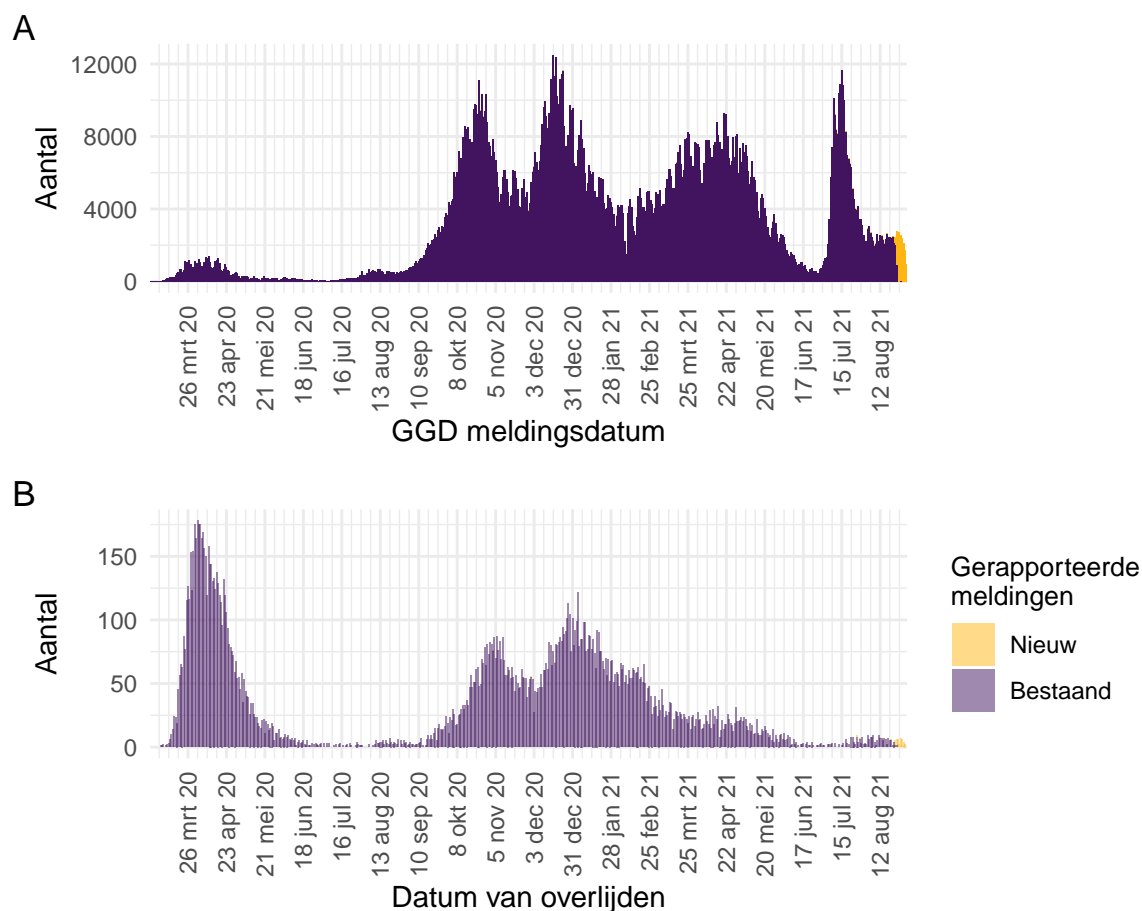 A
12000
8000
4000
0
Aantal
26 mrt 20
23 apr 20
21 mei 20
18 jun 20
16 jul 20
13 aug 20
10 sep 20
8 okt 20
5 nov 20
3 dec 20
31 dec 20
28 jan 21
25 feb 21
25 mrt 21
22 apr 21
20 mei 21
17 jun 21
15 jul 21
12 aug 21
GGD meldingsdatum
B
150
100
50
0
Aantal
26 mrt 20
23 apr 20
21 mei 20
18 jun 20
16 jul 20
13 aug 20
10 sep 20
8 okt 20
5 nov 20
3 dec 20
31 dec 20
28 jan 21
25 feb 21
25 mrt 21
22 apr 21
20 mei 21
17 jun 21
15 jul 21
12 aug 21
Datum van overlijden
Gerapporteerde
meldingen
Nieuw
Bestaand